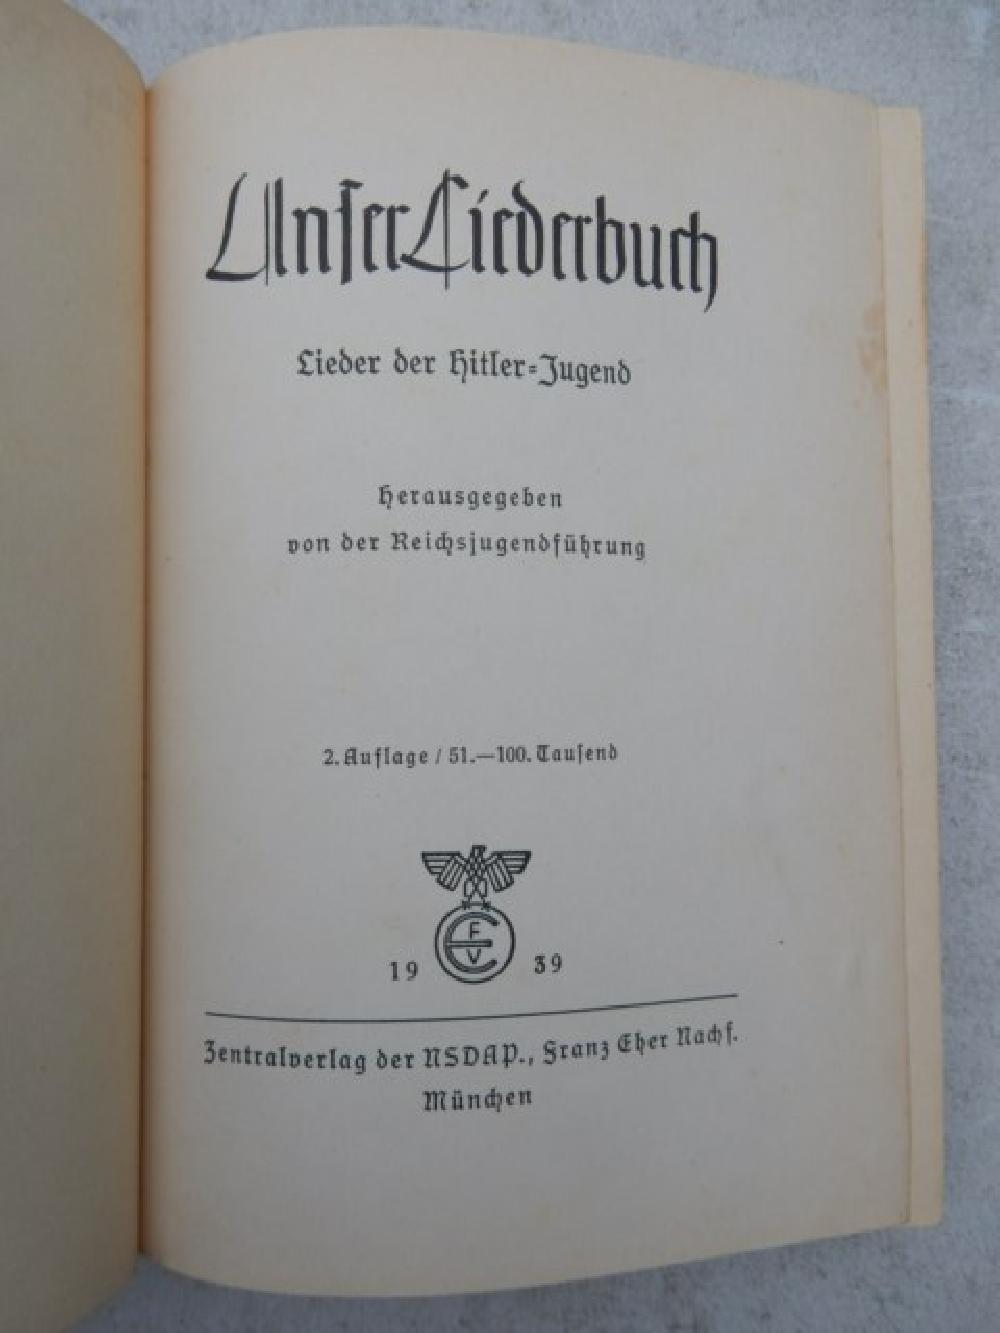 Unser Liederbuch
Lieder der Hitler-Jugend
Herausgegeben
von der Reichsjugendführung
2. Auflage / 51.—100. Tausend
F
E
V
19 39
Zentralverlag der NSDAP., Franz Eher Nachf.
München